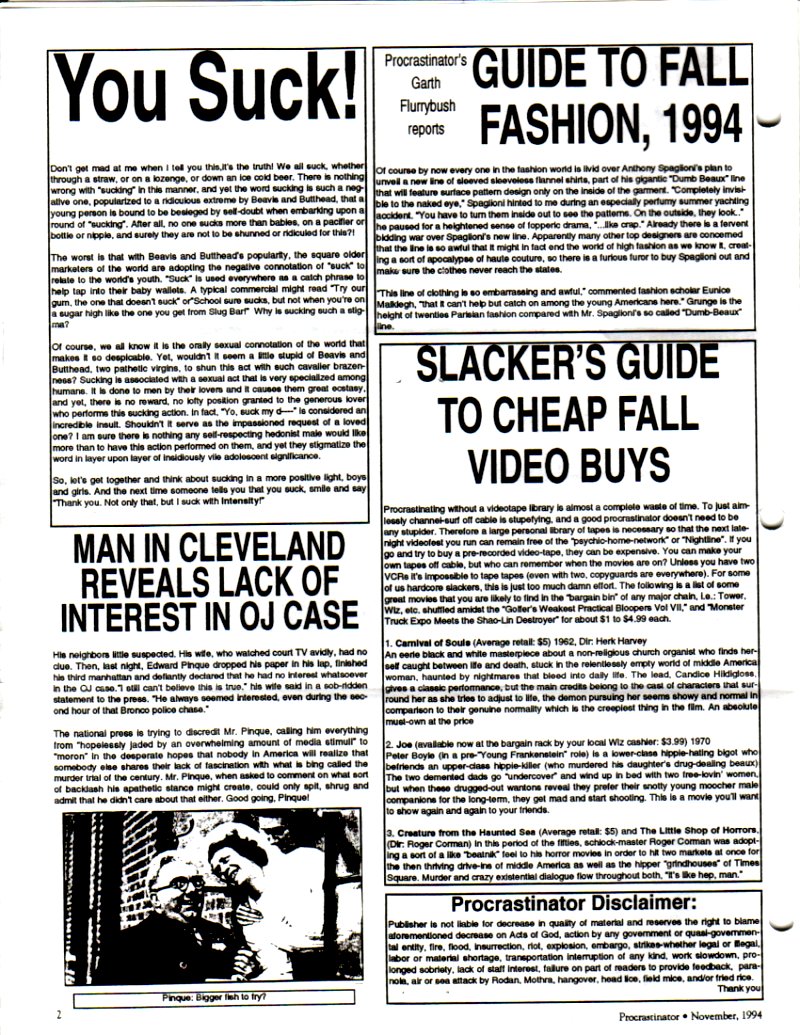 You Suck!
Don't get mad at me when I tell you this,it's the truth! We all suck, whether
through a straw, or on a lozenge, or down an ice cold beer. There is nothing
wrong with "sucking" in this manner, and yet the word sucking is such a neg-
ative one, popularized to a ridiculous extreme by Beavis and Butthead, that a
young person is bound to be besieged by self-doubt when embarking upon a
round of "sucking". After all, no one sucks more than babies, on a pacifier or
bottle or nipple, and surely they are not to be shunned or ridiculed for this?!
The worst is that with Beavis and Butthead's popularity, the square older
marketers of the world are adopting the negative connotation of "suck" to
relate to the world's youth. "Suck" is used everywhere as a catch phrase to
help tap into their baby wallets. A typical commercial might read "Try our
gum, the one that doesn't suck" or"School sure sucks, but not when you're on
a sugar high like the one you get from Slug Bar!" Why is sucking such a stig-
ma?
Of course, we all know it is the orally sexual connotation of the world that
makes it so despicable. Yet, wouldn't it seem a little stupid of Beavis and
Butthead, two pathetic virgins, to shun this act with such cavalier brazen-
ness? Sucking is associated with a sexual act that is very specialized among
humans. It is done to men by their lovers and it causes them great ecstasy,
and yet, there is no reward, no lofty position granted to the generous lover
who performs this sucking action. In fact, "Yo, suck my d----" is considered an
incredible insult. Shouldn't it serve as the impassioned request of a loved
one? I am sure there is nothing any self-respecting hedonist male would like
more than to have this action performed on them, and yet they stigmatize the
word in layer upon layer of insidiously vile adolescent significance.
So, let's get together and think about sucking in a more positive light, boys
and girls. And the next time someone tells you that you suck, smile and say
"Thank you. Not only that, but I suck with Intensity!"
MAN IN CLEVELAND
REVEALS LACK OF
INTEREST IN OJ CASE
His neighbors little suspected. His wife, who watched court TV avidly, had no
clue. Then, last night, Edward Pinque dropped his paper in his lap, finished
his third manhattan and defiantly declared that he had no interest whatsoever
in the OJ case."I still can't believe this is true." his wife said in a sob-ridden
statement to the press. "He always seemed interested, even during the sec-
ond hour of that Bronco police chase."
The national press is trying to discredit Mr. Pinque, calling him everything
from "hopelessly jaded by an overwhelming amount of media stimuli" to
"moron" in the desperate hopes that nobody in America will realize that
somebody else shares their lack of fascination with what is bing called the
murder trial of the century. Mr. Pinque, when asked to comment on what sort
of backlash his apathetic stance might create, could only spit, shrug and
admit that he didn't care about that either. Good going, Pinque!
Pinque: Bigger fish to fry?
2
Procrastinator's
Garth
Flurrybush
reports
GUIDE TO FALL
FASHION, 1994
Of course by now every one in the fashion world is livid over Anthony Spaglioni's plan to
unveil a new line of sleeved sleeveless flannel shirts, part of his gigantic "Dumb Beaux" line
that will feature surface pattern design only on the inside of the garment. "Completely invisi-
ble to the naked eye," Spaglioni hinted to me during an especially perfumy summer yachting
accident. "You have to turn them inside out to see the patterns. On the outside, they look.."
he paused for a heightened sense of fopperic drama, "...like crap." Already there is a fervent
bidding war over Spaglioni's new line. Apparently many other top designers are concerned
that the line is so awful that it might in fact end the world of high fashion as we know it, creat-
ing a sort of apocalypse of haute couture, so there is a furious furor to buy Spaglioni out and
make sure the clothes never reach the states.
"This line of clothing is so embarrassing and awful," commented fashion scholar Eunice
Maiklegh, "that it can't help but catch on among the young Americans here." Grunge is the
height of twenties Parisian fashion compared with Mr. Spaglioni's so called "Dumb-Beaux"
line.
SLACKER'S GUIDE
TO CHEAP FALL
VIDEO BUYS
Procrastinating without a videotape library is almost a complete waste of time. To just aim-
lessly channel-surf off cable is stupefying, and a good procrastinator doesn't need to be
any stupider. Therefore a large personal library of tapes is necessary so that the next late-
night videofest you run can remain free of the "psychic-home-network" or "Nightline". If you
go and try to buy a pre-recorded video-tape, they can be expensive. You can make your
own tapes off cable, but who can remember when the movies are on? Unless you have two
VCRs it's impossible to tape tapes (even with two, copyguards are everywhere). For some
of us hardcore slackers, this is just too much damn effort. The following is a list of some
great movies that you are likely to find in the "bargain bin" of any major chain, i.e.: Tower,
Wiz, etc. shuffled amidst the "Golfer's Weakest Practical Bloopers Vol VII," and "Monster
Truck Expo Meets the Shao-Lin Destroyer" for about $1 to $4.99 each.
1. Carnival of Souls (Average retail: $5) 1962, Dir: Herk Harvey
An eerie black and white masterpiece about a non-religious church organist who finds her-
self caught between life and death, stuck in the relentlessly empty world of middle America
woman, haunted by nightmares that bleed into daily life. The lead, Candice Hildigloss,
gives a classic performance, but the main credits belong to the cast of characters that sur-
round her as she tries to adjust to life, the demon pursuing her seems showy and normal in
comparison to their genuine normality which is the creepiest thing in the film. An absolute
must-own at the price
2. Joe (available now at the bargain rack by your local Wiz cashier: $3.99) 1970
Peter Boyle (in a pre-"Young Frankenstein" role) is a lower-class hippie-hating bigot who
befriends an upper-class hippie-killer (who murdered his daughter's drug-dealing beaux)
The two demented dads go "undercover" and wind up in bed with two free-lovin' women,
but when these drugged-out wantons reveal they prefer their snotty young moocher male
companions for the long-term, they get mad and start shooting. This is a movie you'll want
to show again and again to your friends.
3. Creature from the Haunted Sea (Average retail: $5) and The Little Shop of Horrors,
(Dir: Roger Corman) In this period of the fifties, schlock-master Roger Corman was adopt-
ing a sort of a like "beatnik" feel to his horror movies in order to hit two markets at once for
the then thriving drive-ins of middle America as well as the hipper "grindhouses" of Times
Square. Murder and crazy existential dialogue flow throughout both, "it's like hep, man."
Procrastinator Disclaimer:
Publisher is not liable for decrease in quality of material and reserves the right to blame
aforementioned decrease on Acts of God, action by any government or quasi-governmen-
tal entity, fire, flood, insurrection, riot, explosion, embargo, strikes-whether legal or illegal,
labor or material shortage, transportation interruption of any kind, work slowdown, pro-
longed sobriety, lack of staff interest, failure on part of readers to provide feedback, para-
noia, air or sea attack by Rodan, Mothra, hangover, head lice, field mice, and/or fried rice.
Thank you
Procrastinator • November, 1994